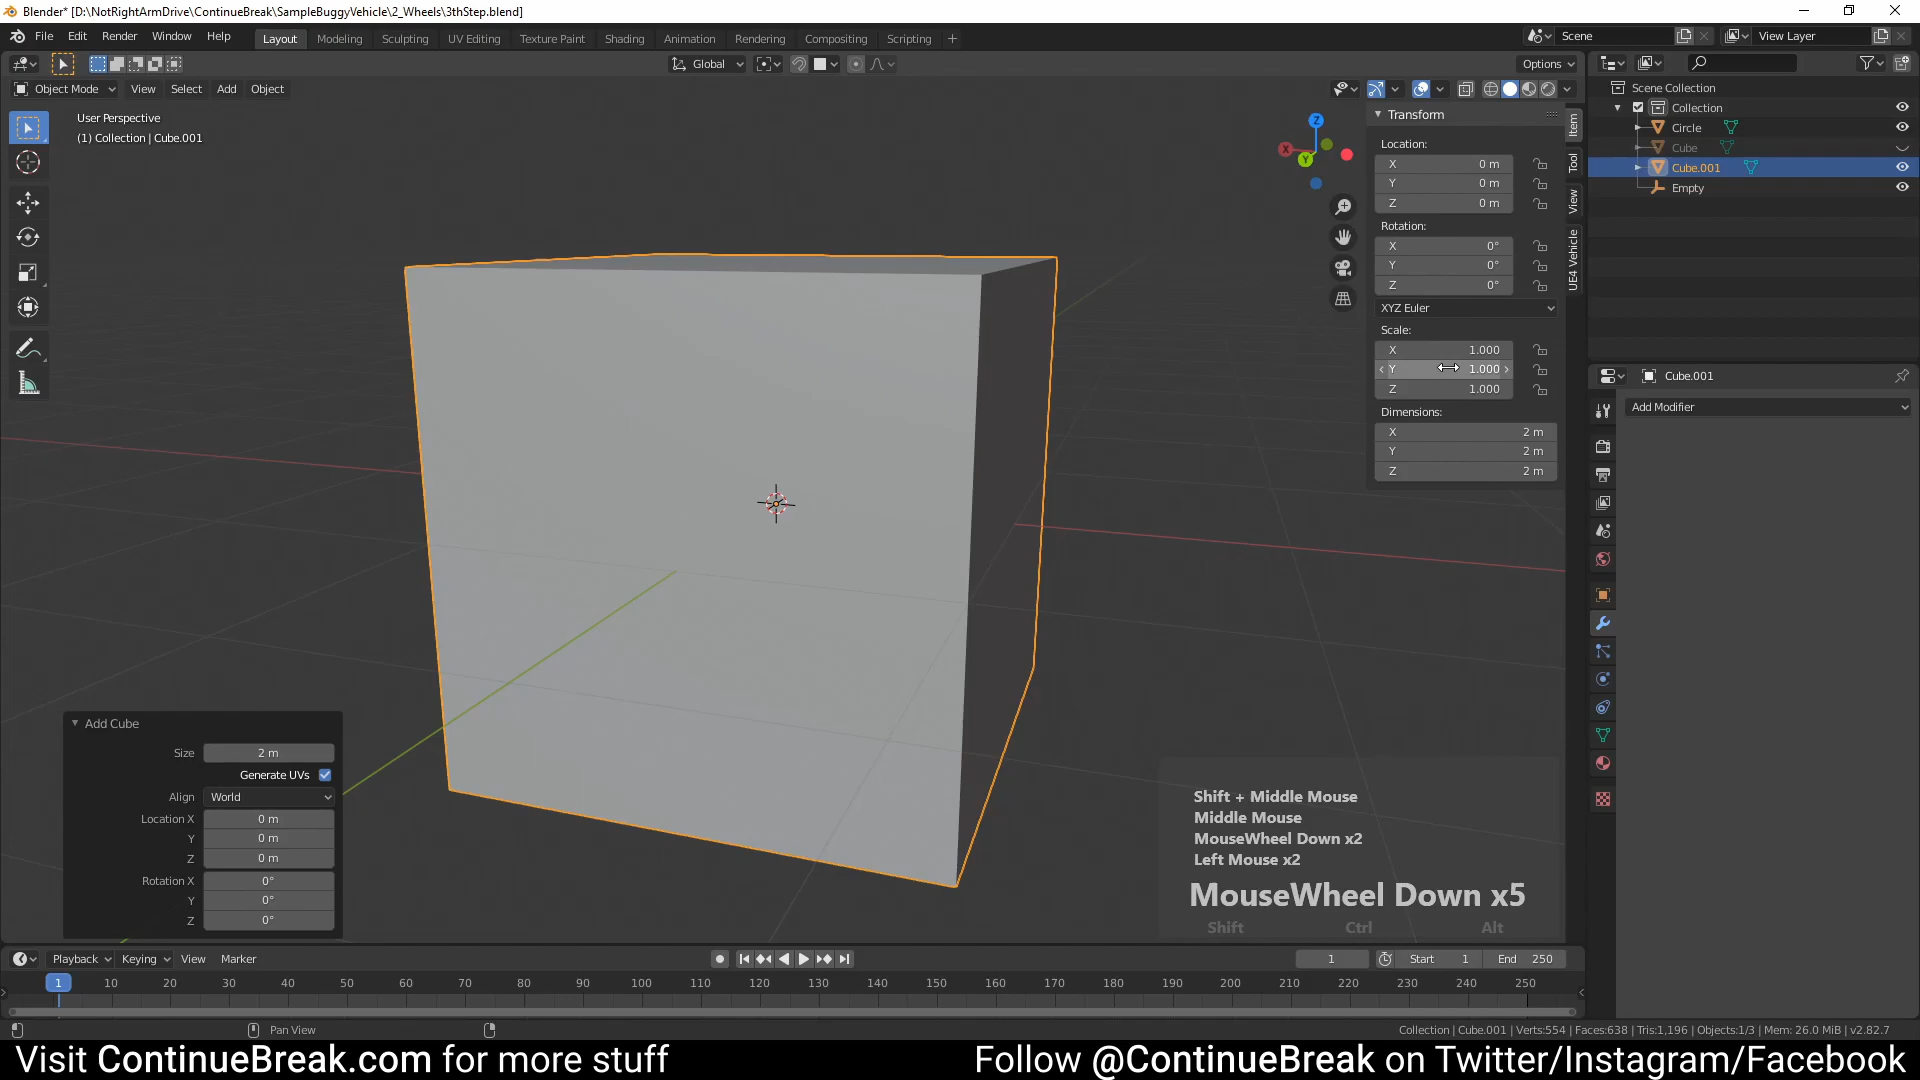 Blender* [D:\NotRightArmDrive\ContinueBreak\SampleBuggyVehicle\2_Wheels\3thStep.blend]
File Edit Render Window Help
Layout Modeling Sculpting UV Editing Texture Paint Shading Animation Rendering Compositing Scripting +
Scene
View Layer
Global
Options
Object Mode View Select Add Object
User Perspective
(1) Collection | Cube.001
Z
X
Y
Transform
Location:
X 0 m
Y 0 m
Z 0 m
Rotation:
X 0°
Y 0°
Z 0°
XYZ Euler
Scale:
X 1.000
Y 1.000
Z 1.000
Dimensions:
X 2 m
Y 2 m
Z 2 m
Item
Tool
View
UE4 Vehicle
Scene Collection
Collection
Circle
Cube
Cube.001
Empty
Cube.001
Add Modifier
Add Cube
Size 2 m
Generate UVs
Align World
Location X 0 m
Y 0 m
Z 0 m
Rotation X 0°
Y 0°
Z 0°
Shift + Middle Mouse
Middle Mouse
MouseWheel Down x2
Left Mouse x2
MouseWheel Down x5
Shift Ctrl Alt
Playback Keying View Marker
1
Start 1
End 250
1 10 20 30 40 50 60 70 80 90 100 110 120 130 140 150 160 170 180 190 200 210 220 230 240 250
Pan View
Collection | Cube.001 | Verts:554 | Faces:638 | Tris:1,196 | Objects:1/3 | Mem: 26.0 MiB | v2.82.7
Visit ContinueBreak.com for more stuff
Follow @ContinueBreak on Twitter/Instagram/Facebook